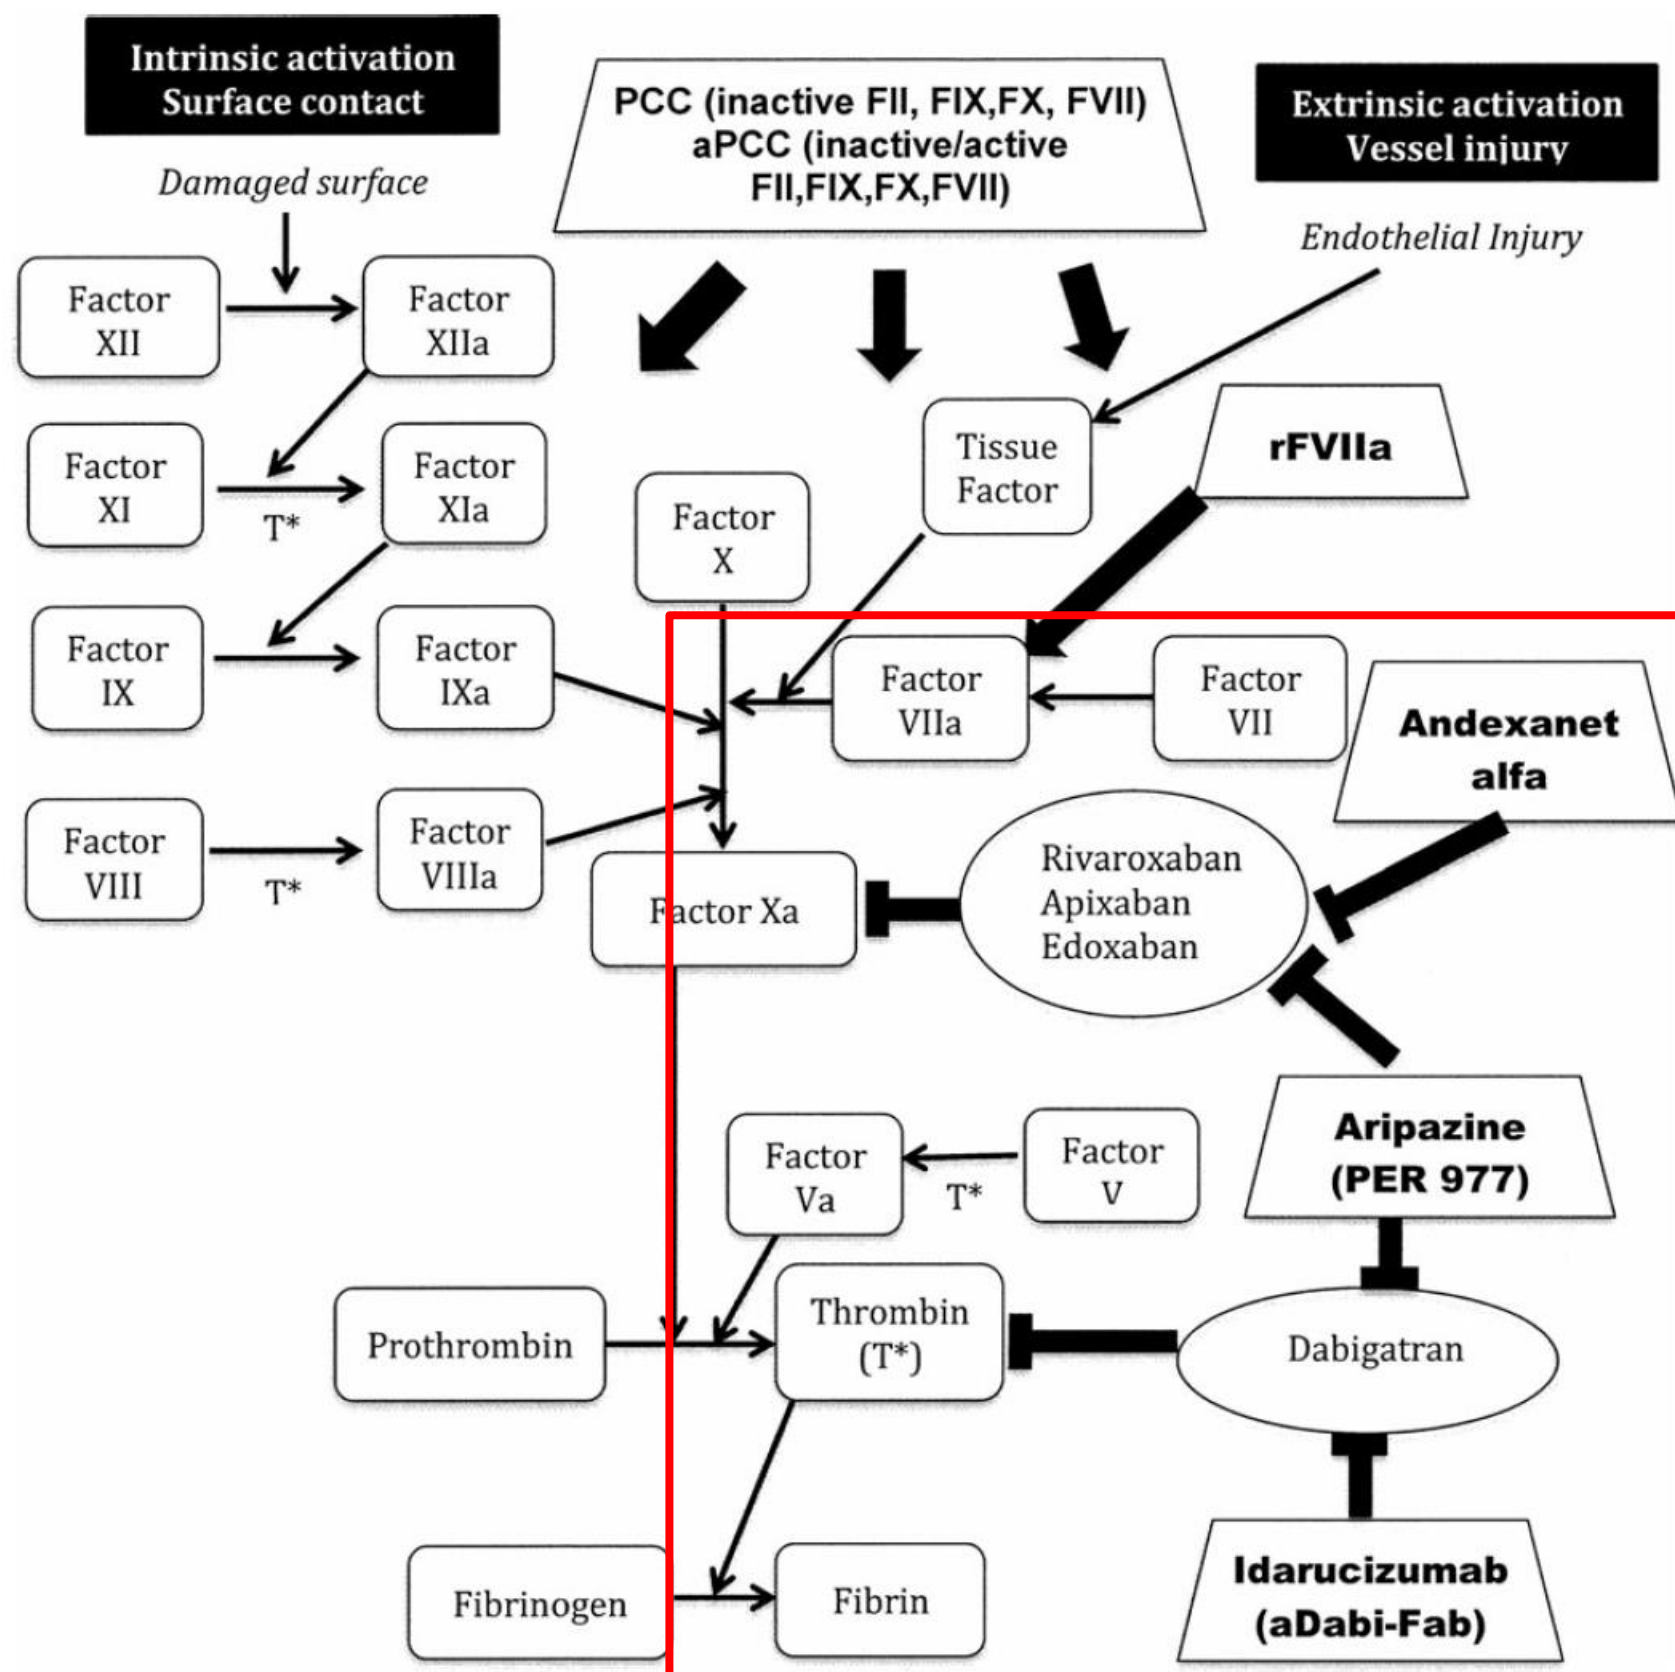 Intrinsic activation
Surface contact
PCC (inactive FII, FIX,FX, FVII)
aPCC (inactive/active
FII,FIX,FX,FVII)
Extrinsic activation
Vessel injury
Damaged surface
Endothelial Injury
Factor
XII
Factor
XIIa
Factor
XI
T*
Factor
XIa
Factor
X
Tissue
Factor
rFVIIa
Factor
IX
Factor
IXa
Factor
VIIa
Factor
VII
Andexanet
alfa
Factor
VIII
T*
Factor
VIIIa
Factor Xa
Rivaroxaban
Apixaban
Edoxaban
Factor
Va
T*
Factor
V
Aripazine
(PER 977)
Prothrombin
Thrombin
(T*)
Dabigatran
Fibrinogen
Fibrin
Idarucizumab
(aDabi-Fab)